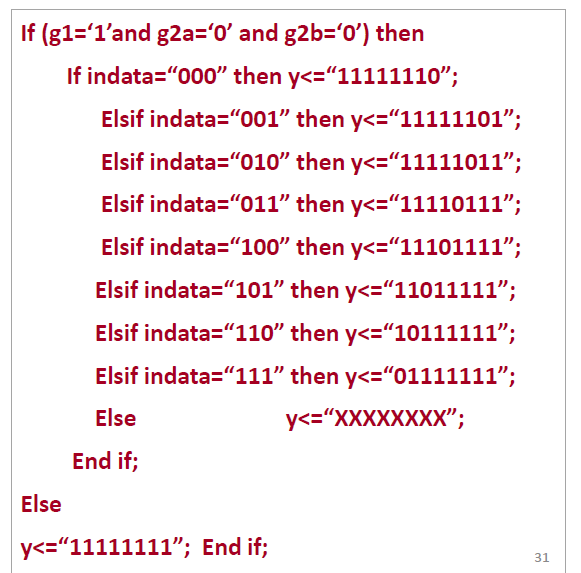 If (g1=‘1’and g2a=‘0’ and g2b=‘0’) then
If indata=“000” then y<=“11111110”;
Elsif indata=“001” then y<=“11111101”;
Elsif indata=“010” then y<=“11111011”;
Elsif indata=“011” then y<=“11110111”;
Elsif indata=“100” then y<=“11101111”;
Elsif indata=“101” then y<=“11011111”;
Elsif indata=“110” then y<=“10111111”;
Elsif indata=“111” then y<=“01111111”;
Else y<=“XXXXXXXX”;
End if;
Else
y<=“11111111”; End if;
31